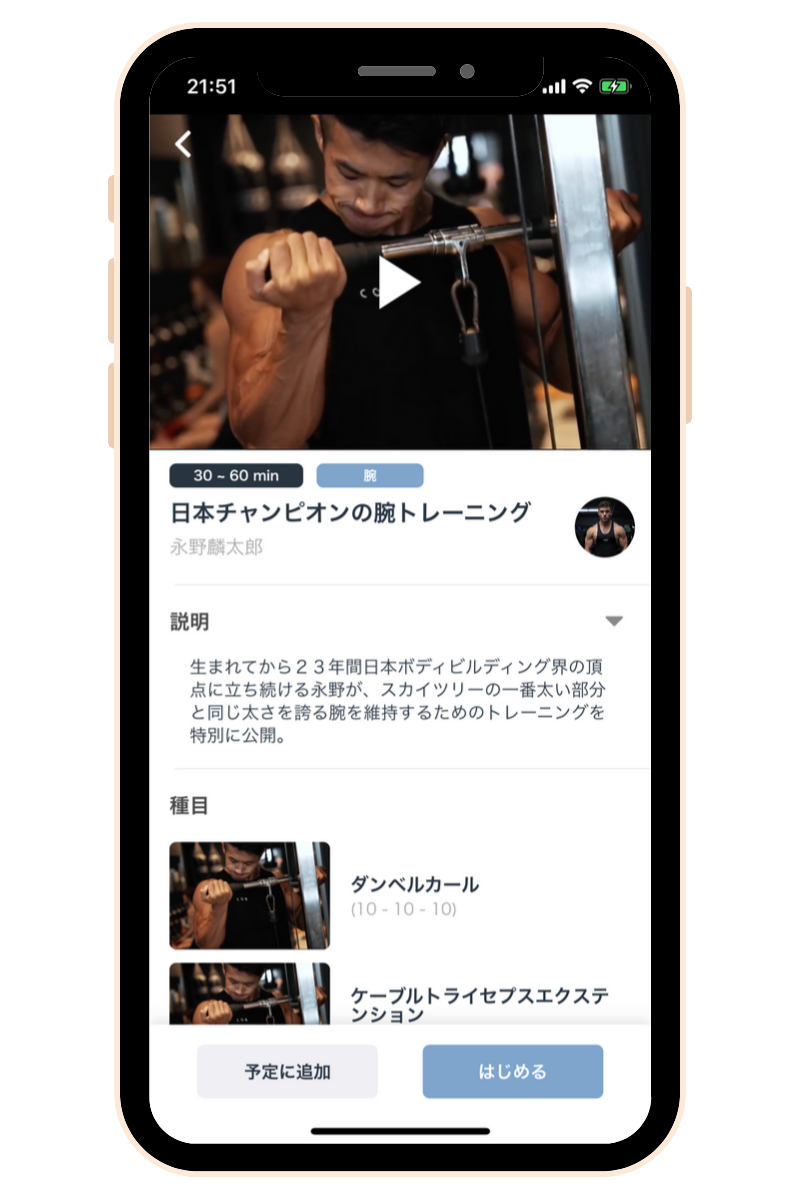 21:51
30 ~ 60 min
腕
日本チャンピオンの腕トレーニング
永野麟太郎
説明
生まれてから２３年間日本ボディビルディング界の頂
点に立ち続ける永野が、スカイツリーの一番太い部分
と同じ太さを誇る腕を維持するためのトレーニングを
特別に公開。
種目
ダンベルカール
(10 - 10 - 10)
ケーブルトライセプスエクステ
ンション
予定に追加
はじめる